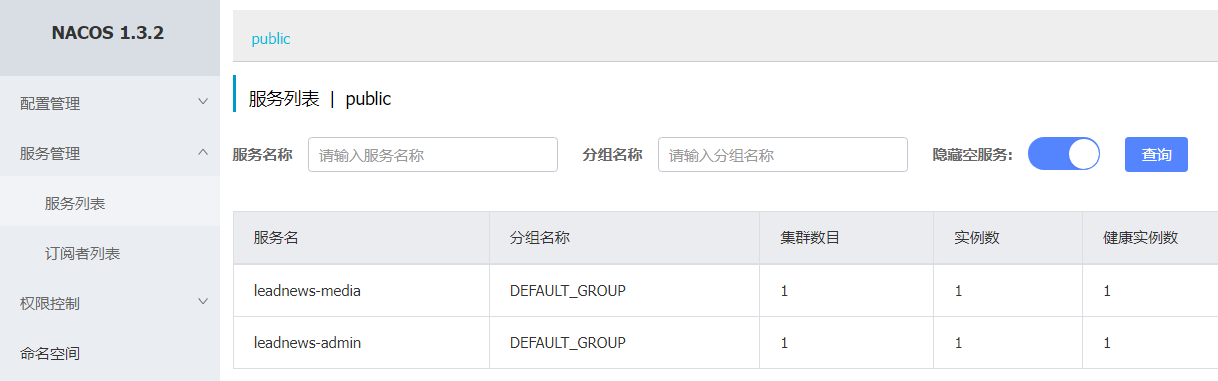 NACOS 1.3.2
配置管理
服务管理
服务列表
订阅者列表
权限控制
命名空间
public
服务列表 | public
服务名称 请输入服务名称 分组名称 请输入分组名称 隐藏空服务: 查询
服务名 分组名称 集群数目 实例数 健康实例数
leadnews-media DEFAULT_GROUP 1 1 1
leadnews-admin DEFAULT_GROUP 1 1 1